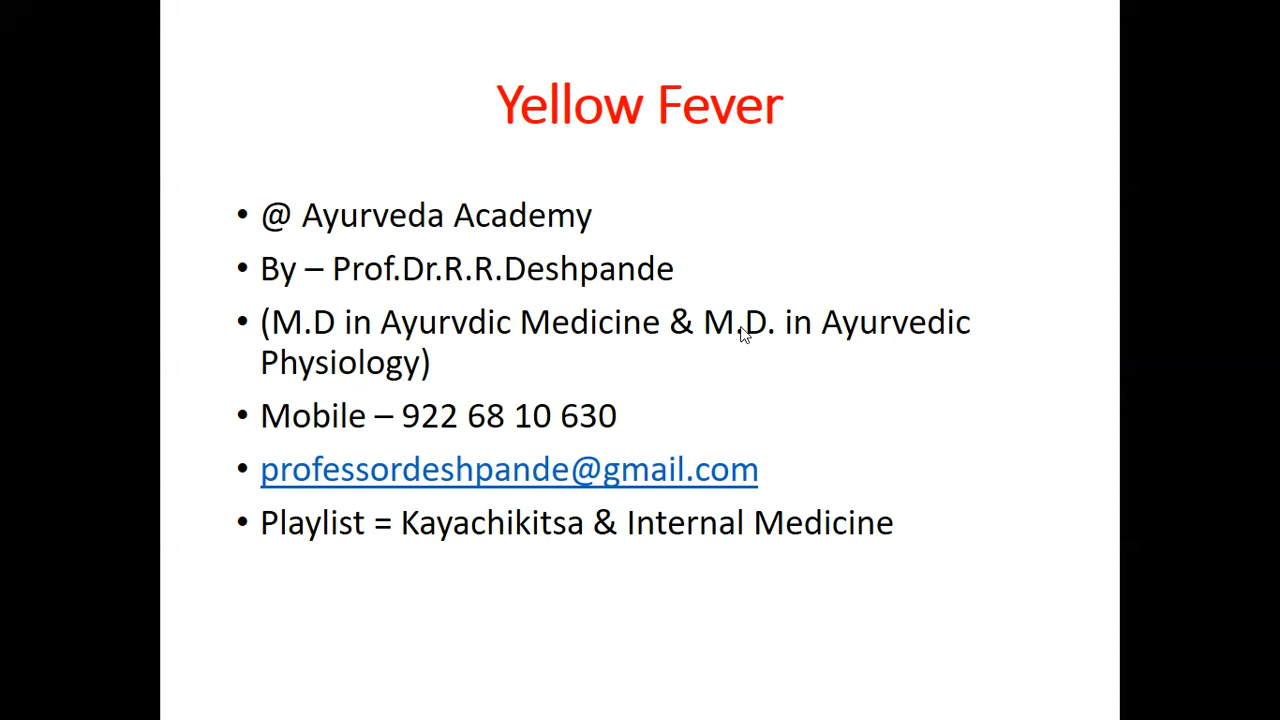 Yellow Fever
• @ Ayurveda Academy
• By – Prof.Dr.R.R.Deshpande
• (M.D in Ayurvdic Medicine & M.D. in Ayurvedic
Physiology)
• Mobile – 922 68 10 630
• professordeshpande@gmail.com
• Playlist = Kayachikitsa & Internal Medicine